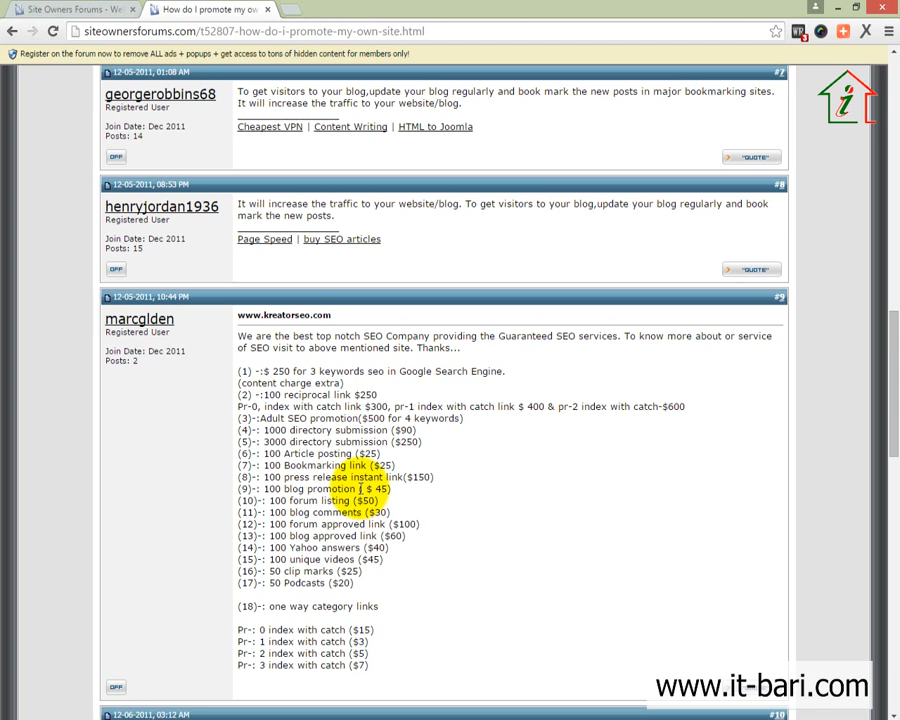 Site Owners Forums - We
How do I promote my own
siteownersforums.com/t52807-how-do-i-promote-my-own-site.html
3
Register on the forum now to remove ALL ads + popups + get access to tons of hidden content for members only!
12-05-2011, 01:08 AM
#7
georgerobbins68
Registered User
Join Date: Dec 2011
Posts: 14
OFF
To get visitors to your blog,update your blog regularly and book mark the new posts in major bookmarking sites.
It will increase the traffic to your website/blog.
Cheapest VPN | Content Writing | HTML to Joomla
"QUOTE"
i
12-05-2011, 08:53 PM
#8
henryjordan1936
Registered User
Join Date: Dec 2011
Posts: 15
OFF
It will increase the traffic to your website/blog. To get visitors to your blog,update your blog regularly and book
mark the new posts.
Page Speed | buy SEO articles
"QUOTE"
12-05-2011, 10:44 PM
#9
marcglden
Registered User
Join Date: Dec 2011
Posts: 2
OFF
www.kreatorseo.com
We are the best top notch SEO Company providing the Guaranteed SEO services. To know more about or service
of SEO visit to above mentioned site. Thanks...
(1) -:$ 250 for 3 keywords seo in Google Search Engine.
(content charge extra)
(2) -:100 reciprocal link $250
Pr-0, index with catch link $300, pr-1 index with catch link $ 400 & pr-2 index with catch-$600
(3)-:Adult SEO promotion($500 for 4 keywords)
(4)-: 1000 directory submission ($90)
(5)-: 3000 directory submission ($250)
(6)-: 100 Article posting ($25)
(7)-: 100 Bookmarking link ($25)
(8)-: 100 press release instant link($150)
(9)-: 100 blog promotion ( $ 45)
(10)-: 100 forum listing ($50)
(11)-: 100 blog comments ($30)
(12)-: 100 forum approved link ($100)
(13)-: 100 blog approved link ($60)
(14)-: 100 Yahoo answers ($40)
(15)-: 100 unique videos ($45)
(16)-: 50 clip marks ($25)
(17)-: 50 Podcasts ($20)
(18)-: one way category links
Pr-: 0 index with catch ($15)
Pr-: 1 index with catch ($3)
Pr-: 2 index with catch ($5)
Pr-: 3 index with catch ($7)
www.it-bari.com
12-06-2011, 03:12 AM
#10